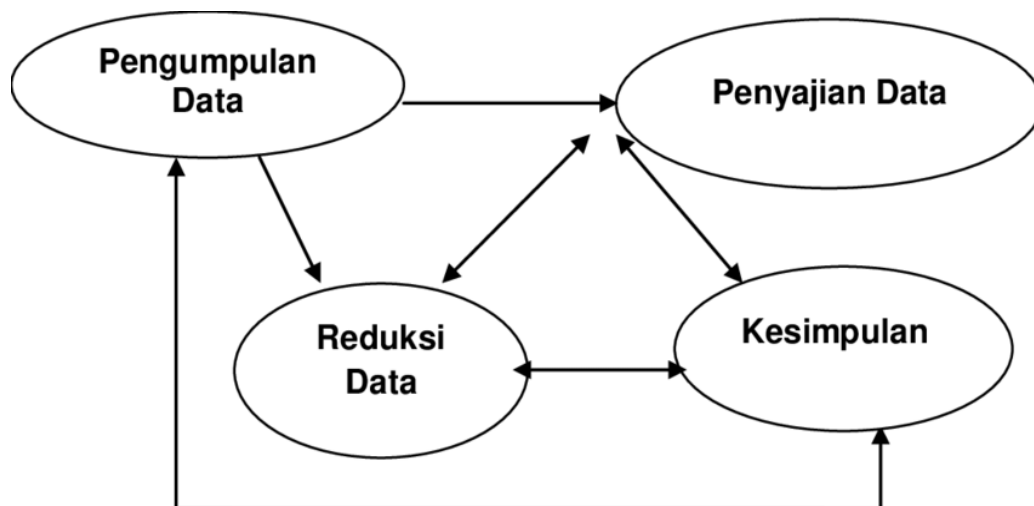 Pengumpulan
Data
Penyajian Data
Reduksi
Data
Kesimpulan